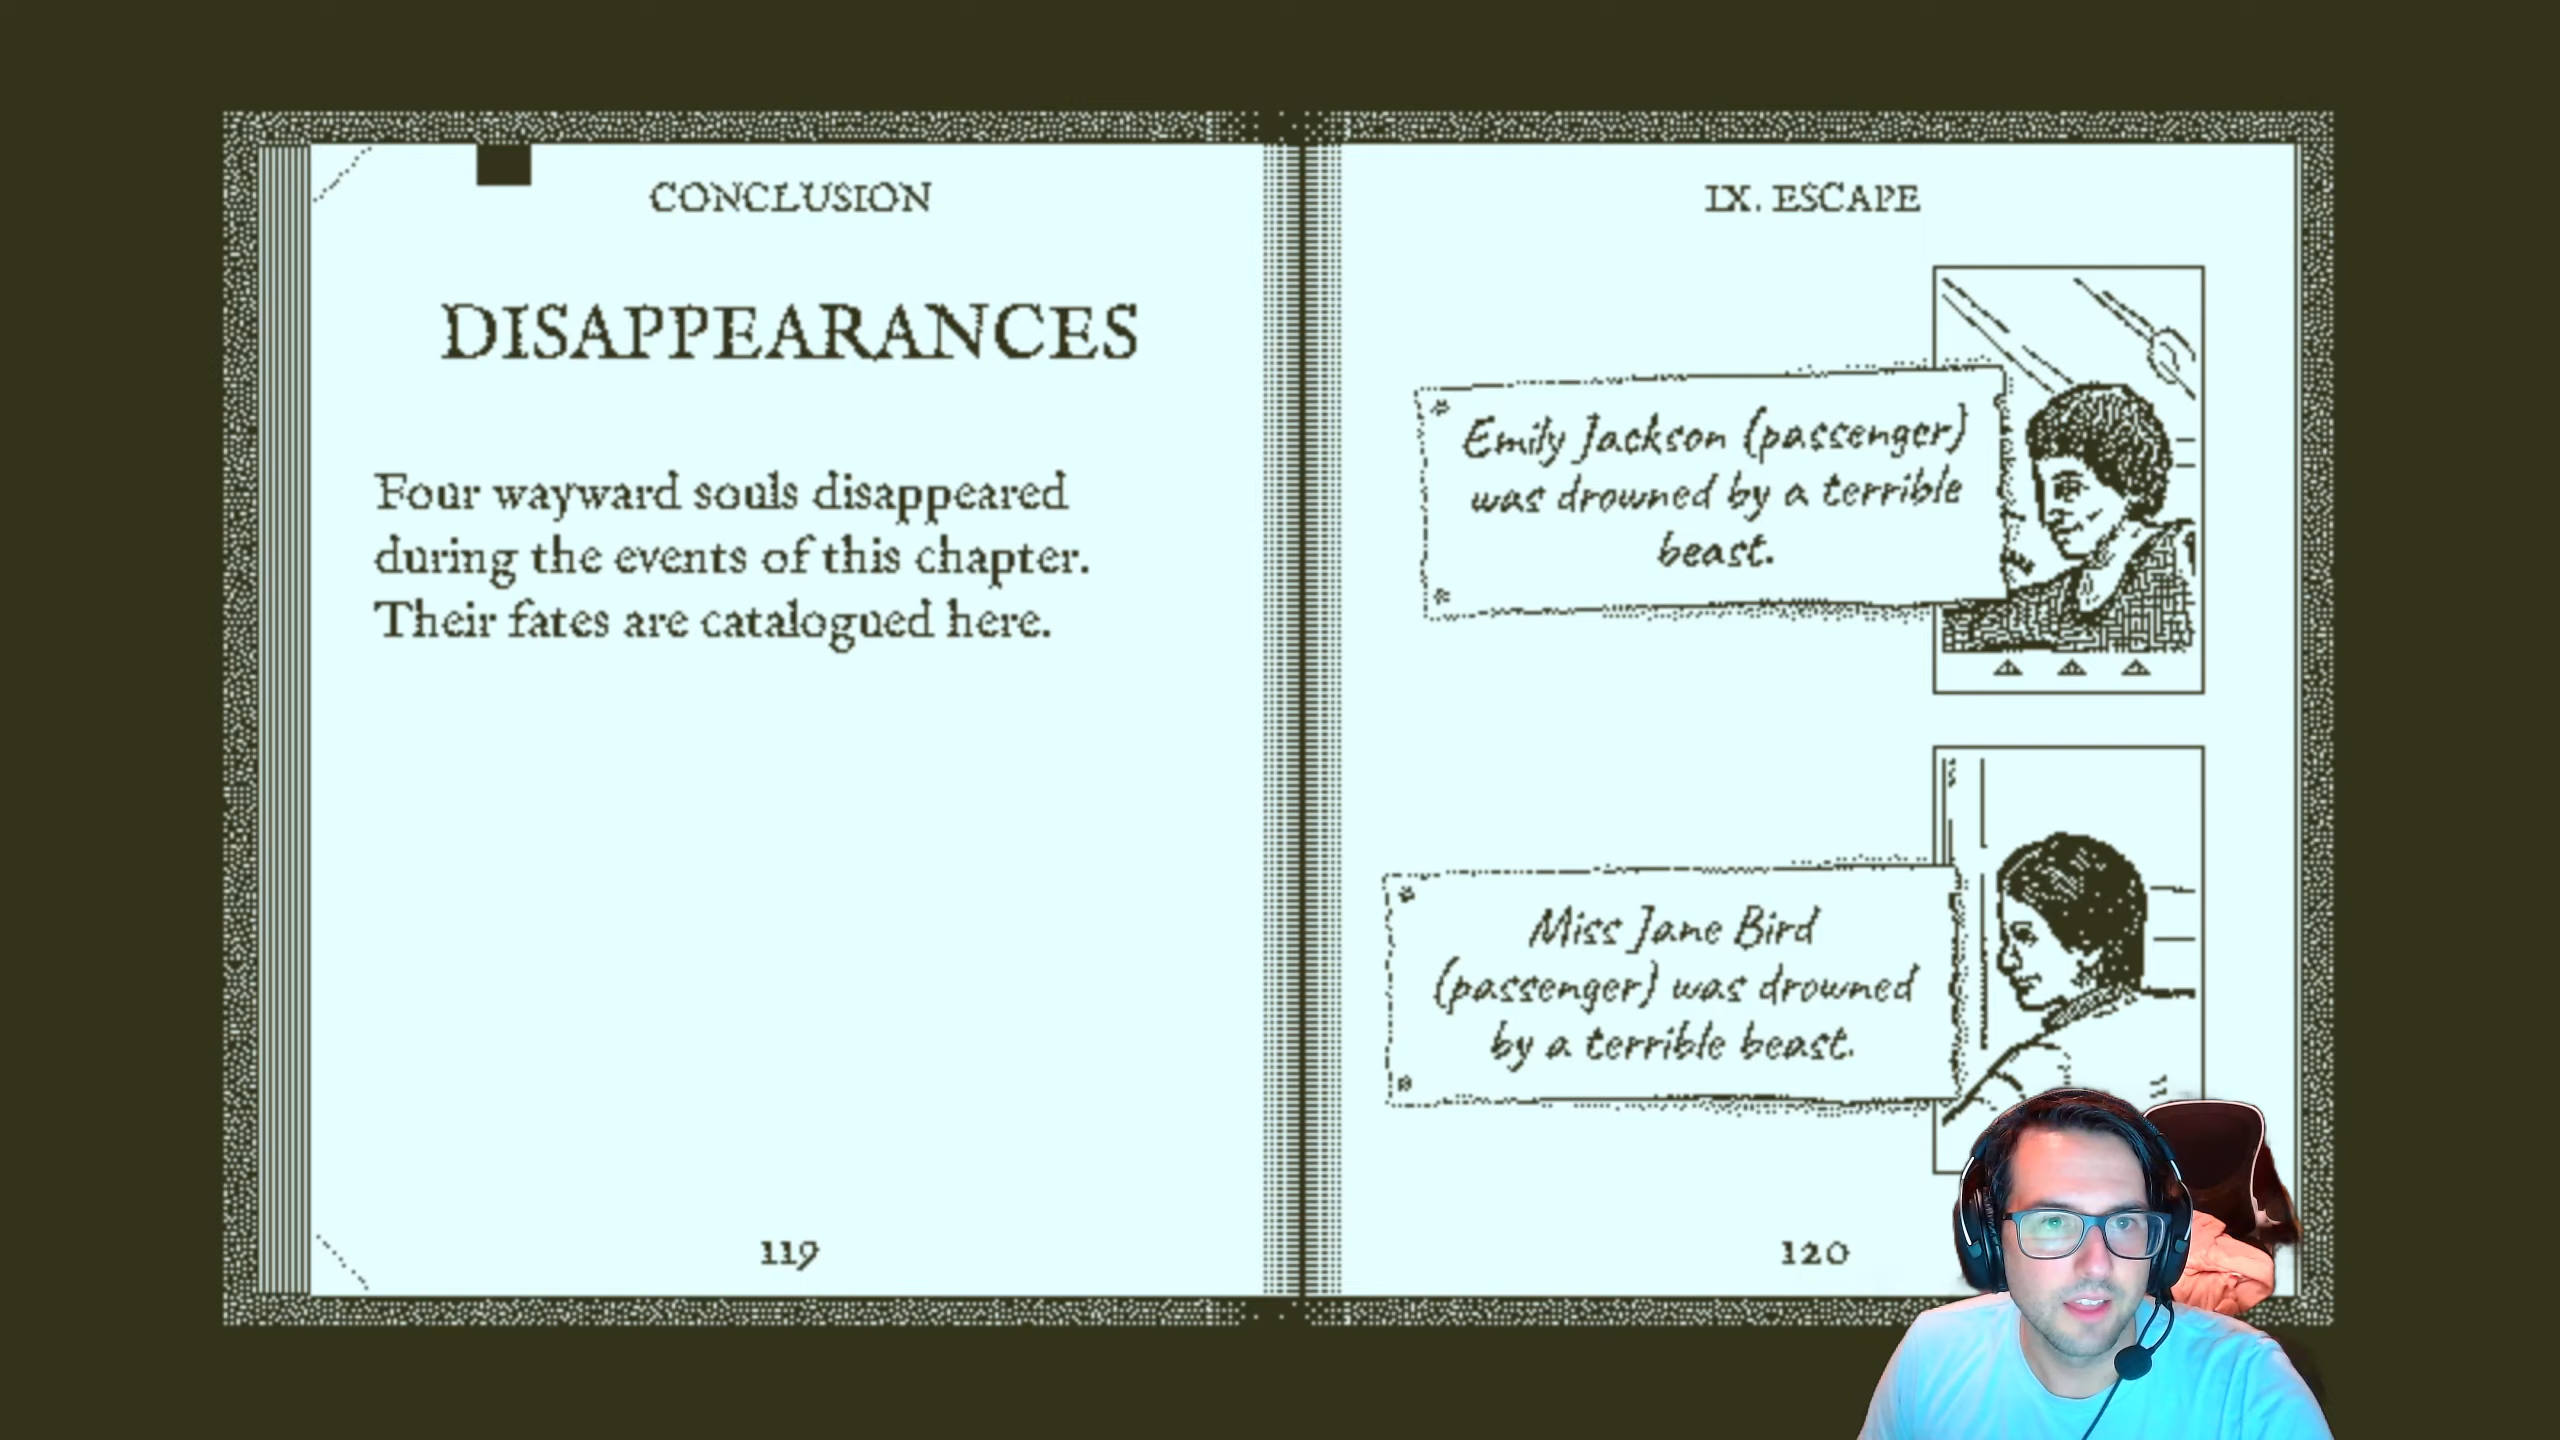 CONCLUSION
DISAPPEARANCES
Four wayward souls disappeared
during the events of this chapter.
Their fates are catalogued here.
119
IX. ESCAPE
Emily Jackson (passenger)
was drowned by a terrible
beast.
Miss Jane Bird
(passenger) was drowned
by a terrible beast.
120